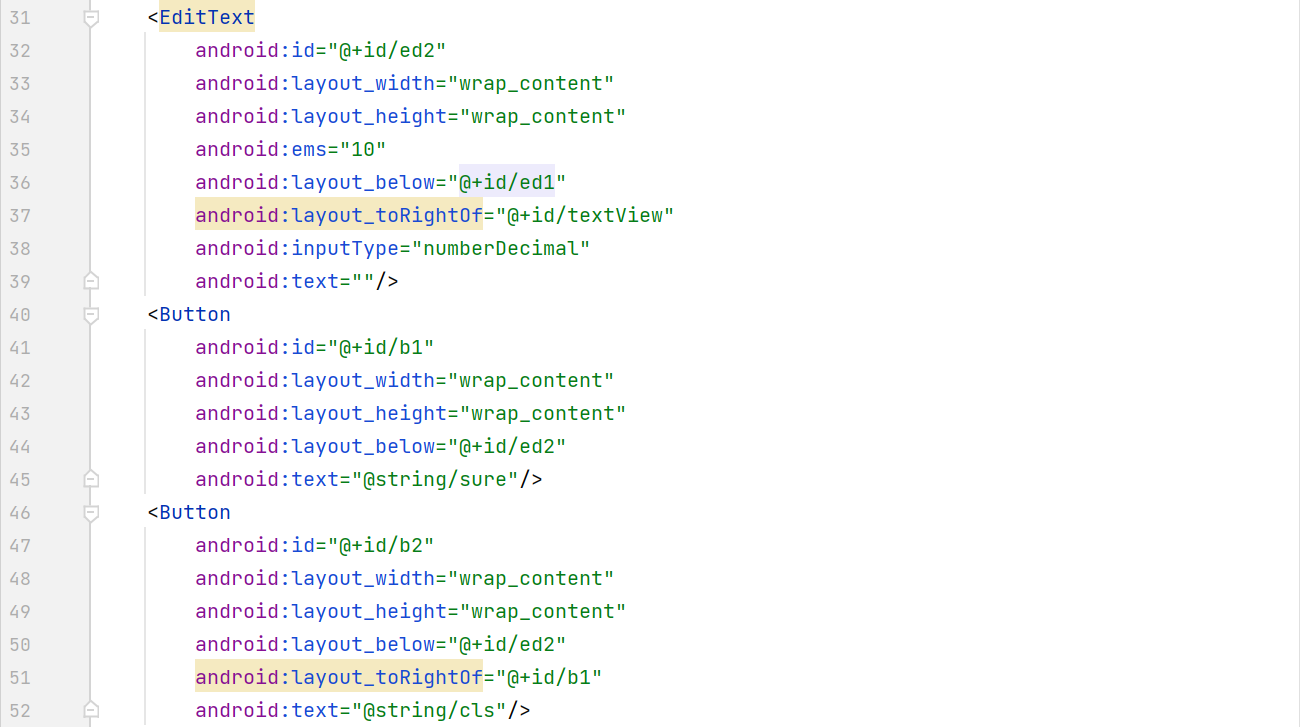 31 <EditText
32 android:id="@+id/ed2"
33 android:layout_width="wrap_content"
34 android:layout_height="wrap_content"
35 android:ems="10"
36 android:layout_below="@+id/ed1"
37 android:layout_toRightOf="@+id/textView"
38 android:inputType="numberDecimal"
39 android:text=""/>
40 <Button
41 android:id="@+id/b1"
42 android:layout_width="wrap_content"
43 android:layout_height="wrap_content"
44 android:layout_below="@+id/ed2"
45 android:text="@string/sure"/>
46 <Button
47 android:id="@+id/b2"
48 android:layout_width="wrap_content"
49 android:layout_height="wrap_content"
50 android:layout_below="@+id/ed2"
51 android:layout_toRightOf="@+id/b1"
52 android:text="@string/cls"/>